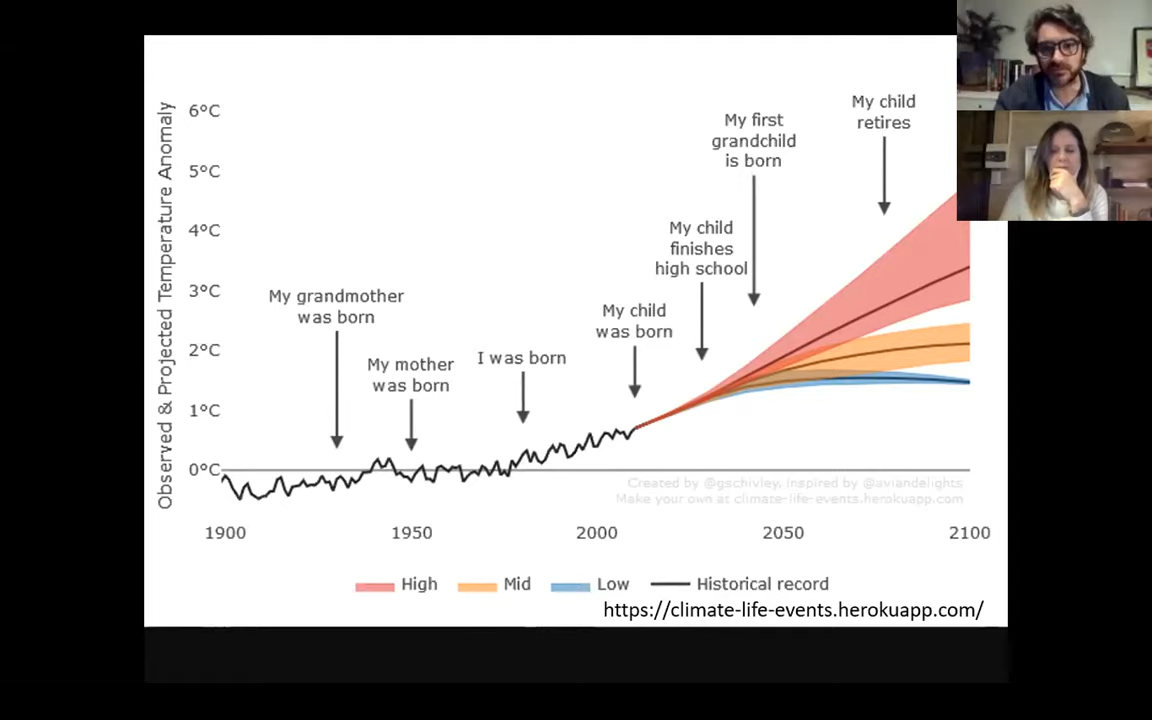 Observed & Projected Temperature Anomaly
6°C
5°C
4°C
3°C
2°C
1°C
0°C
My grandmother
was born
My mother
was born
I was born
My child
was born
My child
finishes
high school
My first
grandchild
is born
My child
retires
Created by @gschivley, inspired by @aviandelights
Make your own at climate-life-events.herokuapp.com
1900
1950
2000
2050
2100
High
Mid
Low
Historical record
https://climate-life-events.herokuapp.com/